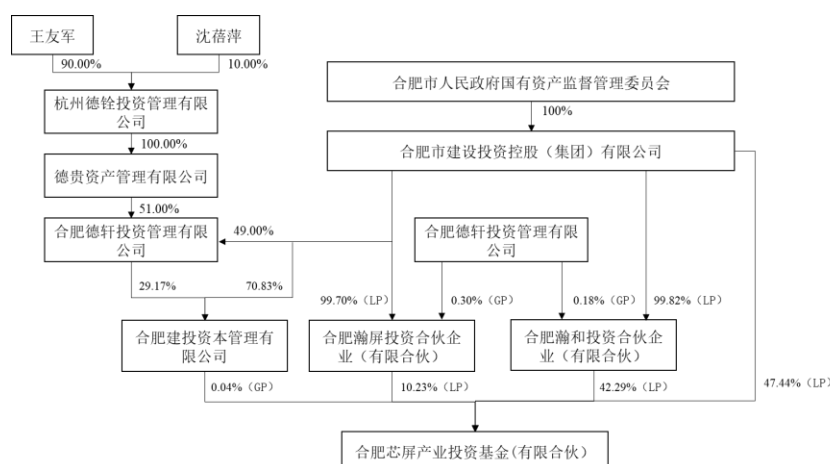 王友军
沈蓓萍
90.00%
10.00%
合肥市人民政府国有资产监督管理委员会
杭州德铨投资管理有限
公司
100%
100.00%
合肥市建设投资控股（集团）有限公司
德贵资产管理有限公司
51.00%
合肥德轩投资管理有限
公司
49.00%
合肥德轩投资管理有限
公司
29.17%
70.83%
99.70%（LP）
0.30%（GP）
0.18%（GP）
99.82%（LP）
合肥建投资本管理有
限公司
合肥瀚屏投资合伙企
业（有限合伙）
合肥瀚和投资合伙企
业（有限合伙）
0.04%（GP）
10.23%（LP）
42.29%（LP）
47.44%（LP）
合肥芯屏产业投资基金(有限合伙）